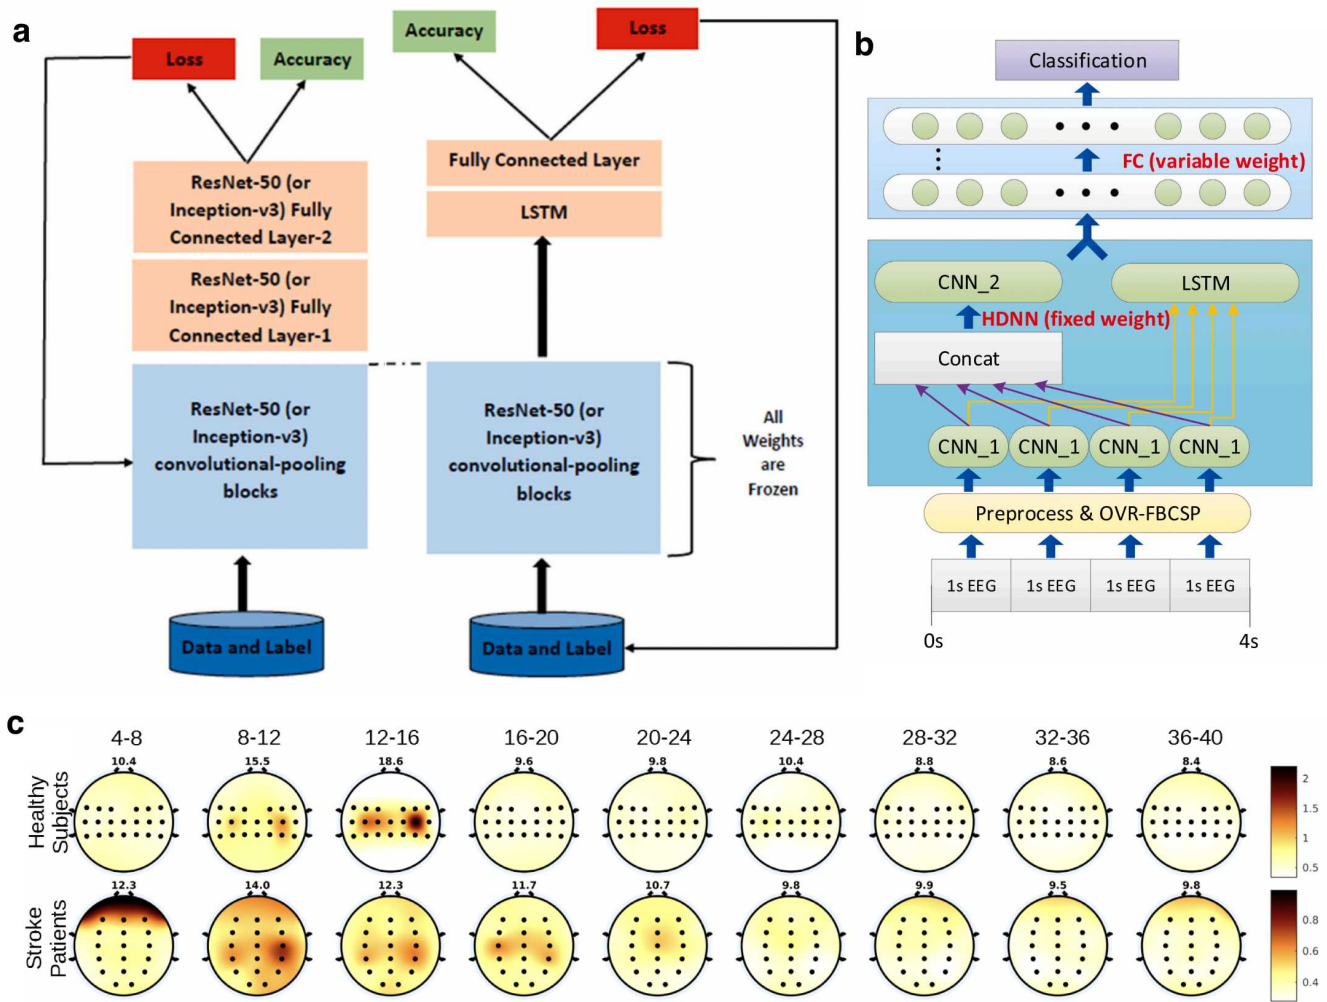 a
Loss
Accuracy
ResNet-50 (or
Inception-v3) Fully
Connected Layer-2
ResNet-50 (or
Inception-v3) Fully
Connected Layer-1
ResNet-50 (or
Inception-v3)
convolutional-pooling
blocks
Data and Label
Accuracy
Loss
Fully Connected Layer
LSTM
ResNet-50 (or
Inception-v3)
convolutional-pooling
blocks
All
Weights
are
Frozen
Data and Label
b
Classification
FC (variable weight)
CNN_2
LSTM
HDNN (fixed weight)
Concat
CNN_1 CNN_1 CNN_1 CNN_1
Preprocess & OVR-FBCSP
1s EEG 1s EEG 1s EEG 1s EEG
0s 4s
c
4-8 8-12 12-16 16-20 20-24 24-28 28-32 32-36 36-40
Healthy
Subjects
10.4 15.5 18.6 9.6 9.8 10.4 8.8 8.6 8.4
2
1.5
1
0.5
Stroke
Patients
12.3 14.0 12.3 11.7 10.7 9.8 9.9 9.5 9.8
0.8
0.6
0.4